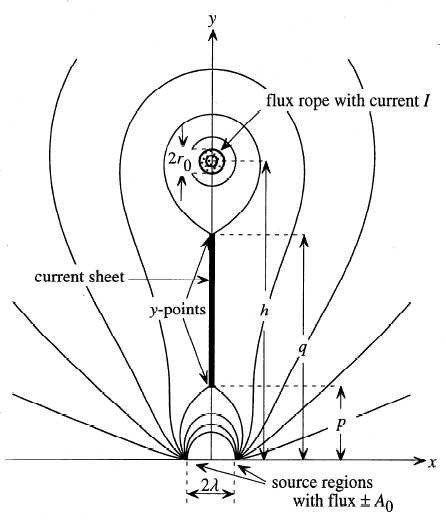 y
flux rope with current I
2r0
current sheet
y-points
h
q
p
x
2λ
source regions
with flux ± A0